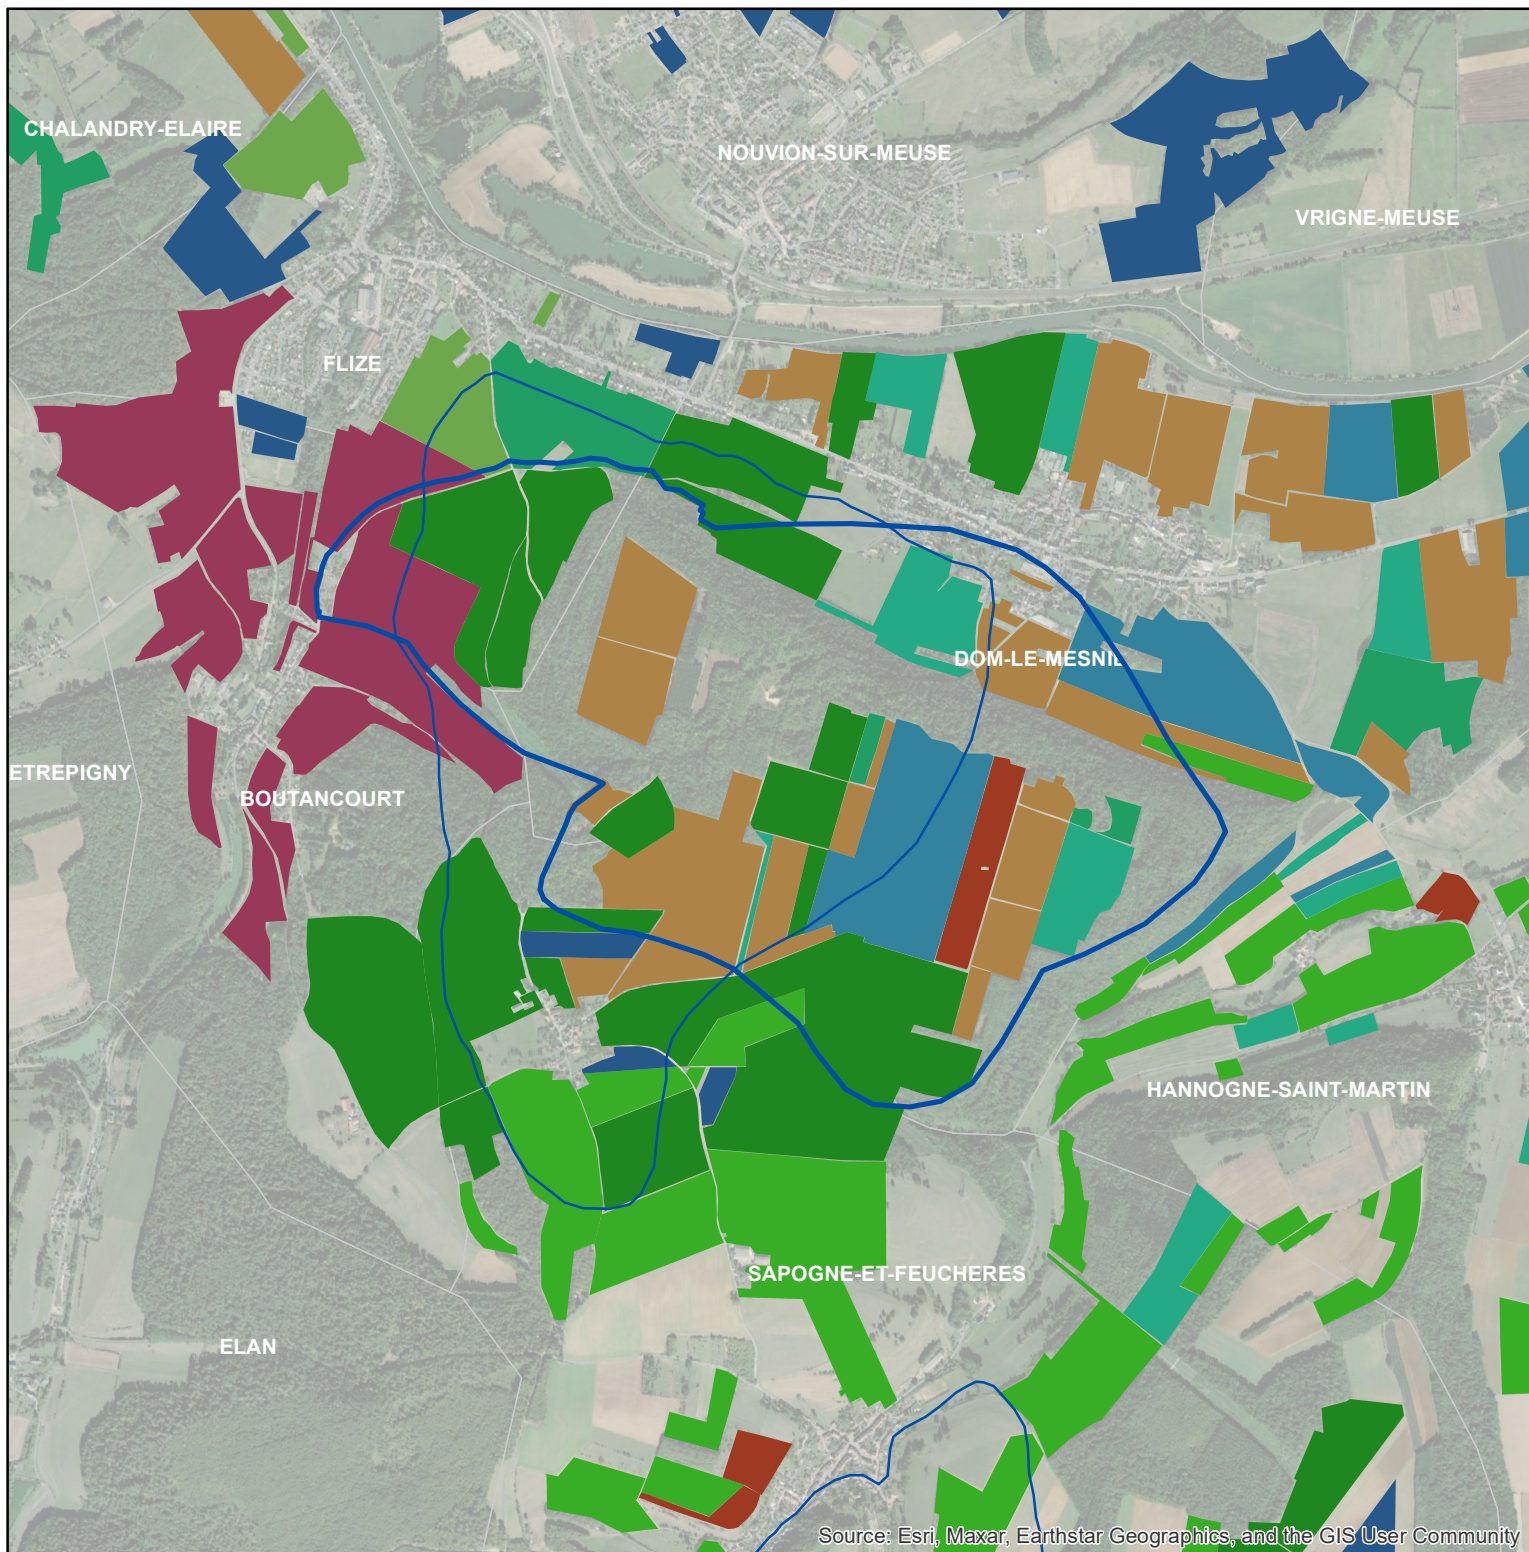 CHALANDRY-ELAIRE
NOUVION-SUR-MEUSE
VRIGNE-MEUSE
FLIZE
DOM-LE-MESNIL
ETREPIGNY
BOUTANCOURT
HANNOGNE-SAINT-MARTIN
SAPOGNE-ET-FEUCHERES
ELAN
Source: Esri, Maxar, Earthstar Geographics, and the GIS User Community